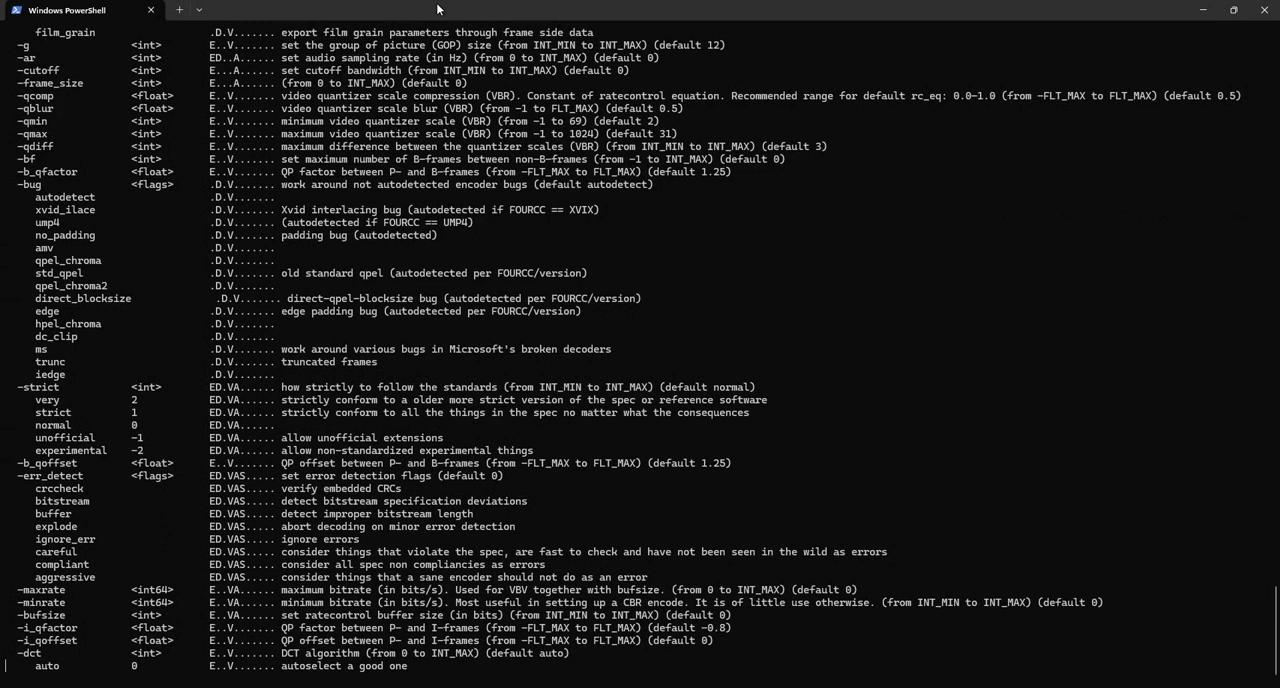 Windows PowerShell
film_grain .D.V....... export film grain parameters through frame side data
-g <int> E..V....... set the group of picture (GOP) size (from INT_MIN to INT_MAX) (default 12)
-ar <int> ED..A...... set audio sampling rate (in Hz) (from 0 to INT_MAX) (default 0)
-cutoff <int> E...A...... set cutoff bandwidth (from INT_MIN to INT_MAX) (default 0)
-frame_size <int> E...A...... (from 0 to INT_MAX) (default 0)
-qcomp <float> E..V....... video quantizer scale compression (VBR). Constant of ratecontrol equation. Recommended range for default rc_eq: 0.0-1.0 (from -FLT_MAX to FLT_MAX) (default 0.5)
-qblur <float> E..V....... video quantizer scale blur (VBR) (from -1 to FLT_MAX) (default 0.5)
-qmin <int> E..V....... minimum video quantizer scale (VBR) (from -1 to 69) (default 2)
-qmax <int> E..V....... maximum video quantizer scale (VBR) (from -1 to 1024) (default 31)
-qdiff <int> E..V....... maximum difference between the quantizer scales (VBR) (from INT_MIN to INT_MAX) (default 3)
-bf <int> E..V....... set maximum number of B-frames between non-B-frames (from -1 to INT_MAX) (default 0)
-b_qfactor <float> E..V....... QP factor between P- and B-frames (from -FLT_MAX to FLT_MAX) (default 1.25)
-bug <flags> .D.V....... work around not autodetected encoder bugs (default autodetect)
autodetect .D.V.......
xvid_ilace .D.V....... Xvid interlacing bug (autodetected if FOURCC == XVIX)
ump4 .D.V....... (autodetected if FOURCC == UMP4)
no_padding .D.V....... padding bug (autodetected)
amv .D.V.......
qpel_chroma .D.V.......
std_qpel .D.V....... old standard qpel (autodetected per FOURCC/version)
qpel_chroma2 .D.V.......
direct_blocksize .D.V....... direct-qpel-blocksize bug (autodetected per FOURCC/version)
edge .D.V....... edge padding bug (autodetected per FOURCC/version)
hpel_chroma .D.V.......
dc_clip .D.V.......
ms .D.V....... work around various bugs in Microsoft's broken decoders
trunc .D.V....... truncated frames
iedge .D.V.......
-strict <int> ED.VA...... how strictly to follow the standards (from INT_MIN to INT_MAX) (default normal)
very 2 ED.VA...... strictly conform to a older more strict version of the spec or reference software
strict 1 ED.VA...... strictly conform to all the things in the spec no matter what the consequences
normal 0 ED.VA......
unofficial -1 ED.VA...... allow unofficial extensions
experimental -2 ED.VA...... allow non-standardized experimental things
-b_qoffset <float> E..V....... QP offset between P- and B-frames (from -FLT_MAX to FLT_MAX) (default 1.25)
-err_detect <flags> ED.VAS..... set error detection flags (default 0)
crccheck ED.VAS..... verify embedded CRCs
bitstream ED.VAS..... detect bitstream specification deviations
buffer ED.VAS..... detect improper bitstream length
explode ED.VAS..... abort decoding on minor error detection
ignore_err ED.VAS..... ignore errors
careful ED.VAS..... consider things that violate the spec, are fast to check and have not been seen in the wild as errors
compliant ED.VAS..... consider all spec non compliancies as errors
aggressive ED.VAS..... consider things that a sane encoder should not do as an error
-maxrate <int64> E..VA...... maximum bitrate (in bits/s). Used for VBV together with bufsize. (from 0 to INT_MAX) (default 0)
-minrate <int64> E..VA...... minimum bitrate (in bits/s). Most useful in setting up a CBR encode. It is of little use otherwise. (from INT_MIN to INT_MAX) (default 0)
-bufsize <int> E..VA...... set ratecontrol buffer size (in bits) (from INT_MIN to INT_MAX) (default 0)
-i_qfactor <float> E..V....... QP factor between P- and I-frames (from -FLT_MAX to FLT_MAX) (default -0.8)
-i_qoffset <float> E..V....... QP offset between P- and I-frames (from -FLT_MAX to FLT_MAX) (default 0)
-dct <int> E..V....... DCT algorithm (from 0 to INT_MAX) (default auto)
auto 0 E..V....... autoselect a good one